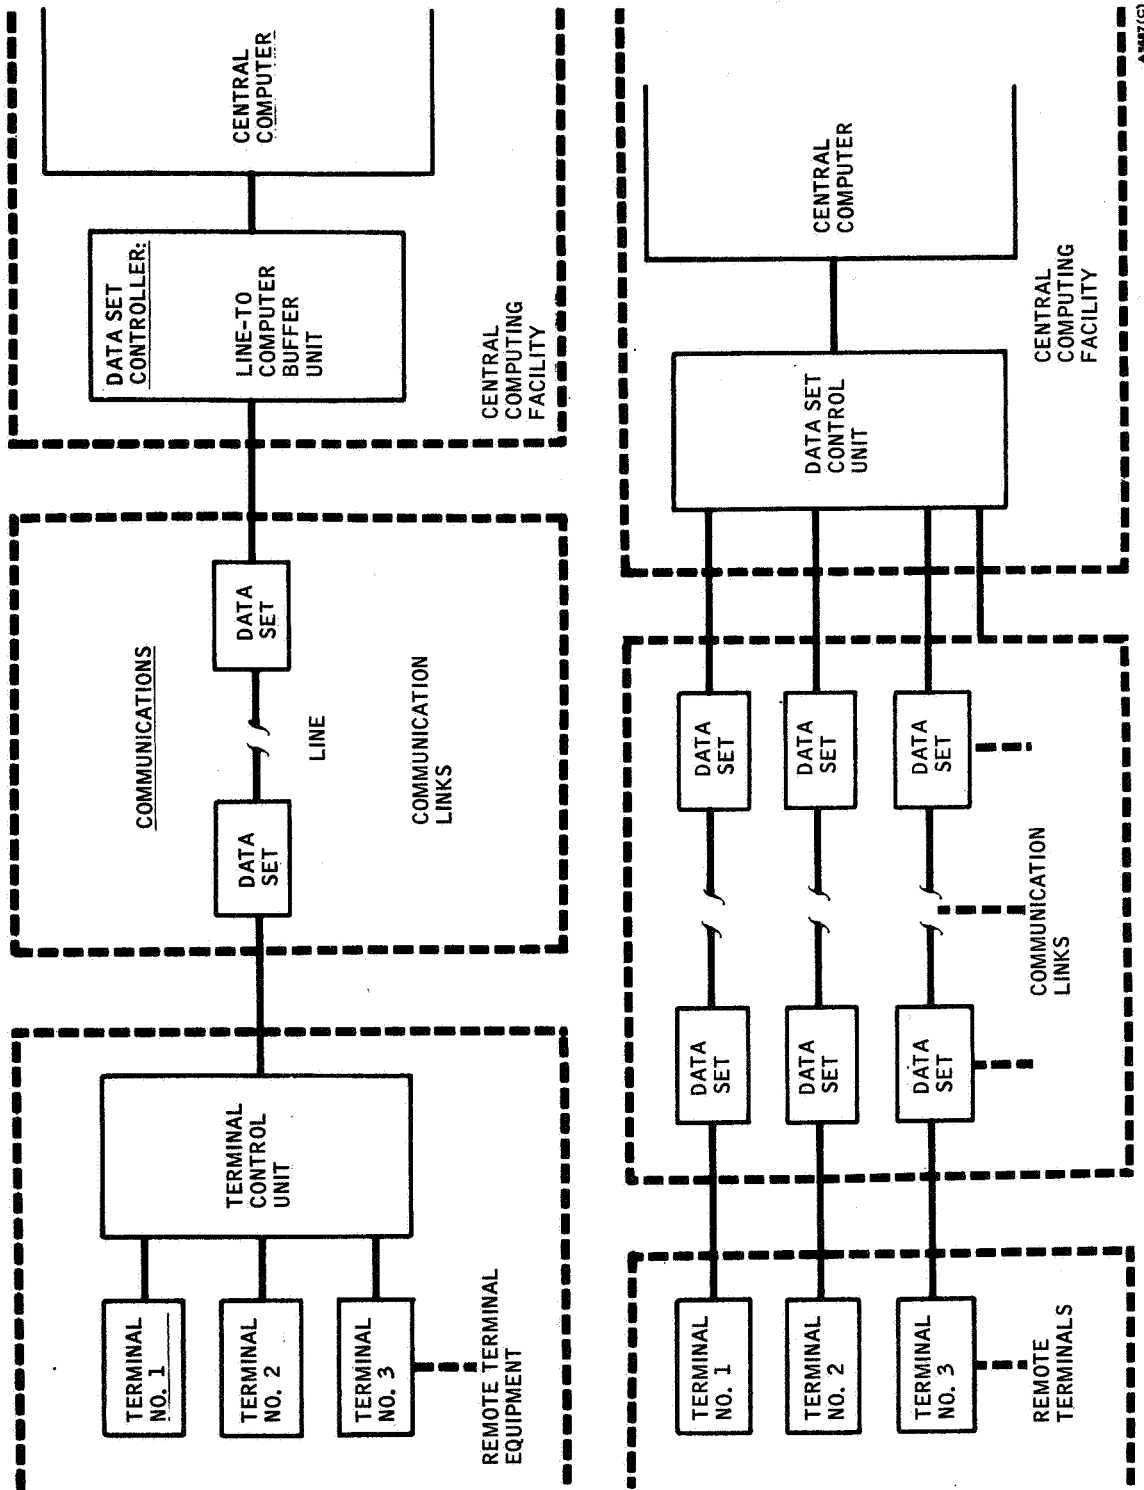 TERMINAL
NO. 1
TERMINAL
NO. 2
TERMINAL
NO. 3
REMOTE TERMINAL
EQUIPMENT
TERMINAL
CONTROL
UNIT
COMMUNICATIONS
DATA
SET
LINE
DATA
SET
COMMUNICATION
LINKS
DATA SET
CONTROLLER:
LINE-TO
COMPUTER
BUFFER
UNIT
CENTRAL
COMPUTING
FACILITY
CENTRAL
COMPUTER
TERMINAL
NO. 1
TERMINAL
NO. 2
TERMINAL
NO. 3
REMOTE
TERMINALS
DATA
SET
DATA
SET
DATA
SET
DATA
SET
DATA
SET
DATA
SET
COMMUNICATION
LINKS
DATA SET
CONTROL
UNIT
CENTRAL
COMPUTING
FACILITY
CENTRAL
COMPUTER